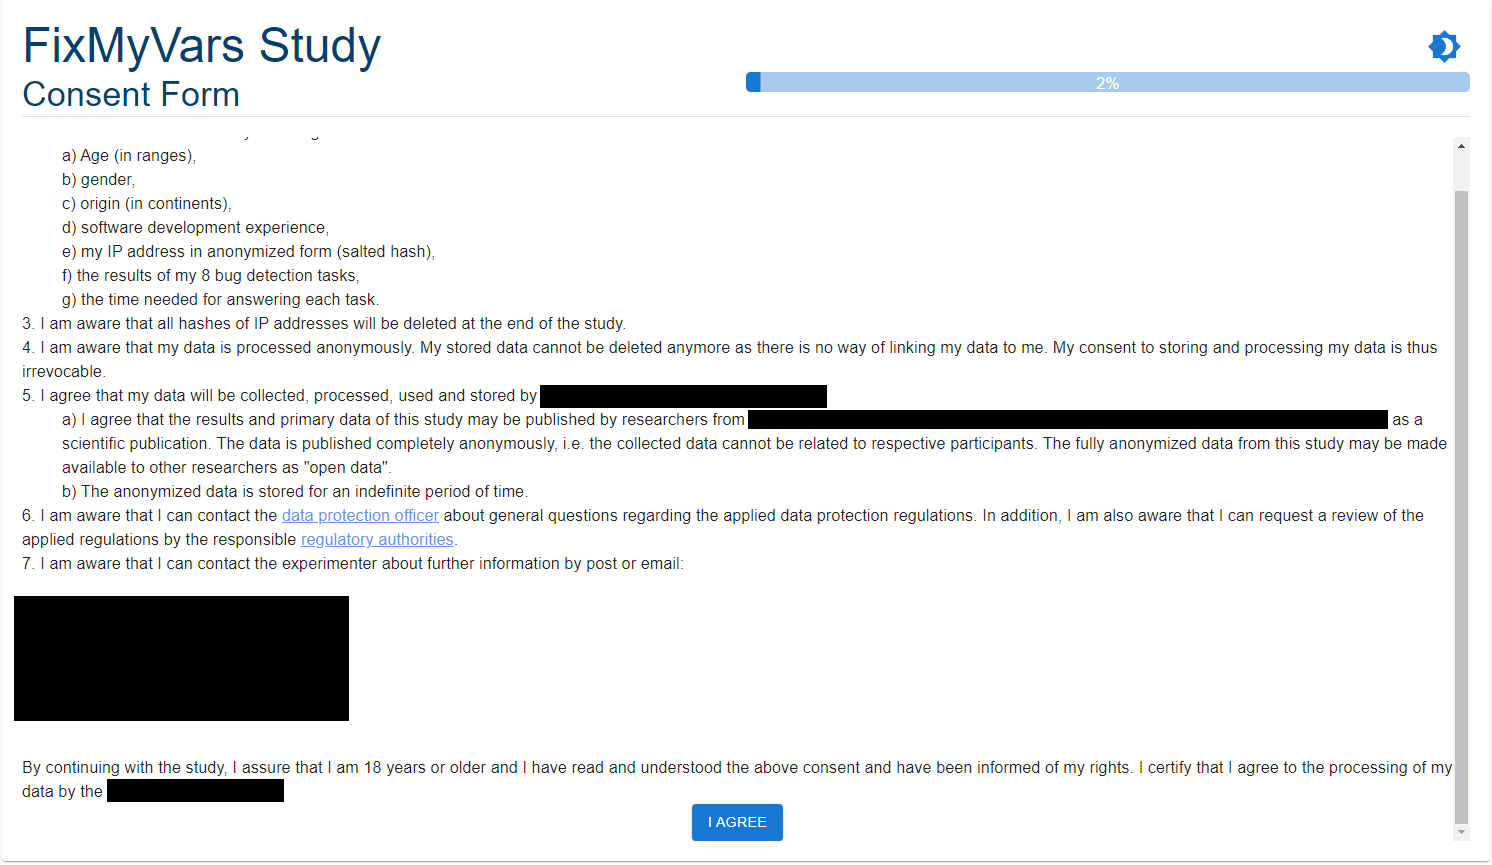 FixMyVars Study
Consent Form
2%
a) Age (in ranges),
b) gender,
c) origin (in continents),
d) software development experience,
e) my IP address in anonymized form (salted hash),
f) the results of my 8 bug detection tasks,
g) the time needed for answering each task.
3. I am aware that all hashes of IP addresses will be deleted at the end of the study.
4. I am aware that my data is processed anonymously. My stored data cannot be deleted anymore as there is no way of linking my data to me. My consent to storing and processing my data is thus
irrevocable.
5. I agree that my data will be collected, processed, used and stored by
a) I agree that the results and primary data of this study may be published by researchers from as a
scientific publication. The data is published completely anonymously, i.e. the collected data cannot be related to respective participants. The fully anonymized data from this study may be made
available to other researchers as "open data".
b) The anonymized data is stored for an indefinite period of time.
6. I am aware that I can contact the data protection officer about general questions regarding the applied data protection regulations. In addition, I am also aware that I can request a review of the
applied regulations by the responsible regulatory authorities.
7. I am aware that I can contact the experimenter about further information by post or email:
By continuing with the study, I assure that I am 18 years or older and I have read and understood the above consent and have been informed of my rights. I certify that I agree to the processing of my
data by the
I AGREE